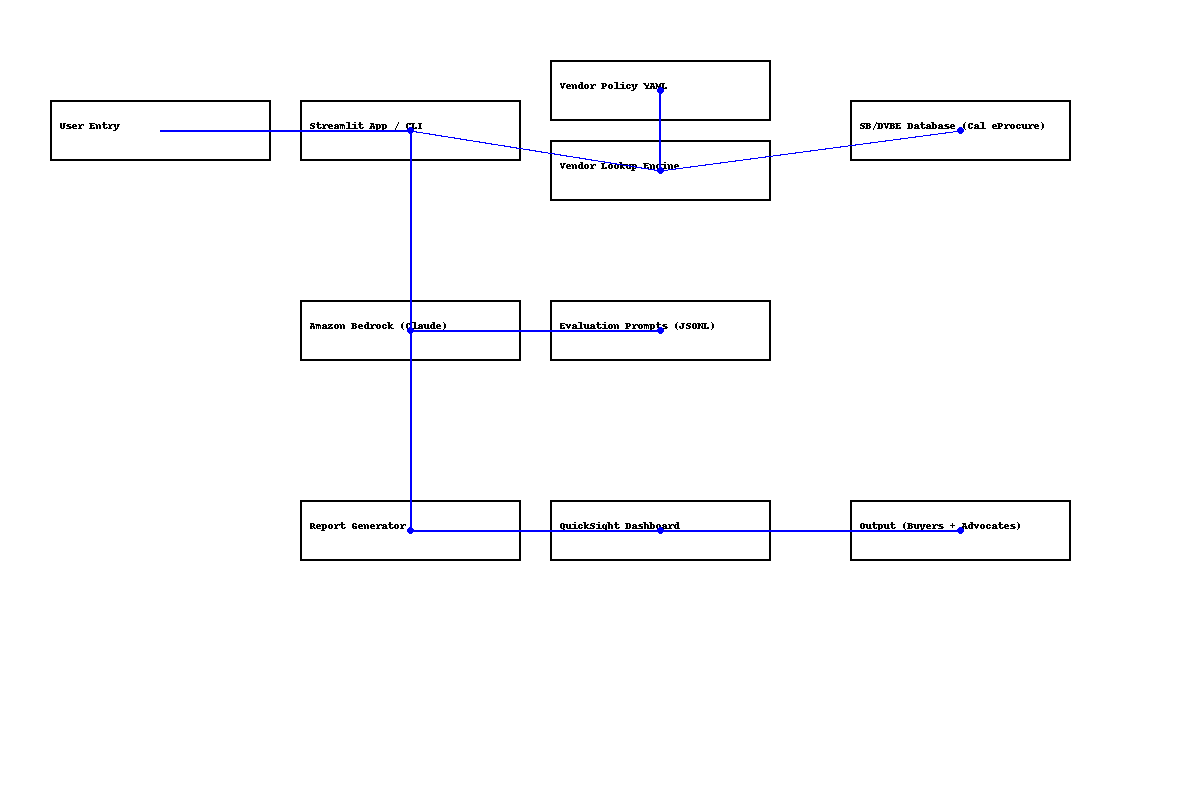 Vendor Policy YAML
User Entry
Streamlit App / CLI
SB/DVBE Database (Cal eProcure)
Vendor Lookup Engine
Amazon Bedrock (Claude)
Evaluation Prompts (JSONL)
Report Generator
QuickSight Dashboard
Output (Buyers + Advocates)